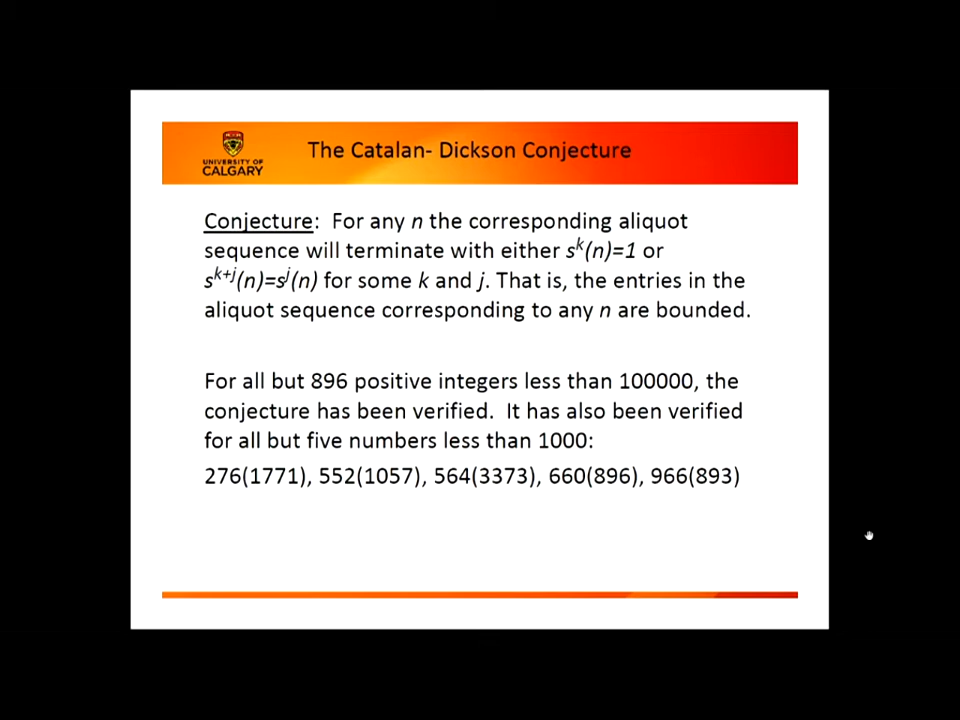 UNIVERSITY OF
CALGARY
The Catalan- Dickson Conjecture
Conjecture: For any n the corresponding aliquot
sequence will terminate with either s^k(n)=1 or
s^{k+j}(n)=s^j(n) for some k and j. That is, the entries in the
aliquot sequence corresponding to any n are bounded.
For all but 896 positive integers less than 100000, the
conjecture has been verified. It has also been verified
for all but five numbers less than 1000:
276(1771), 552(1057), 564(3373), 660(896), 966(893)